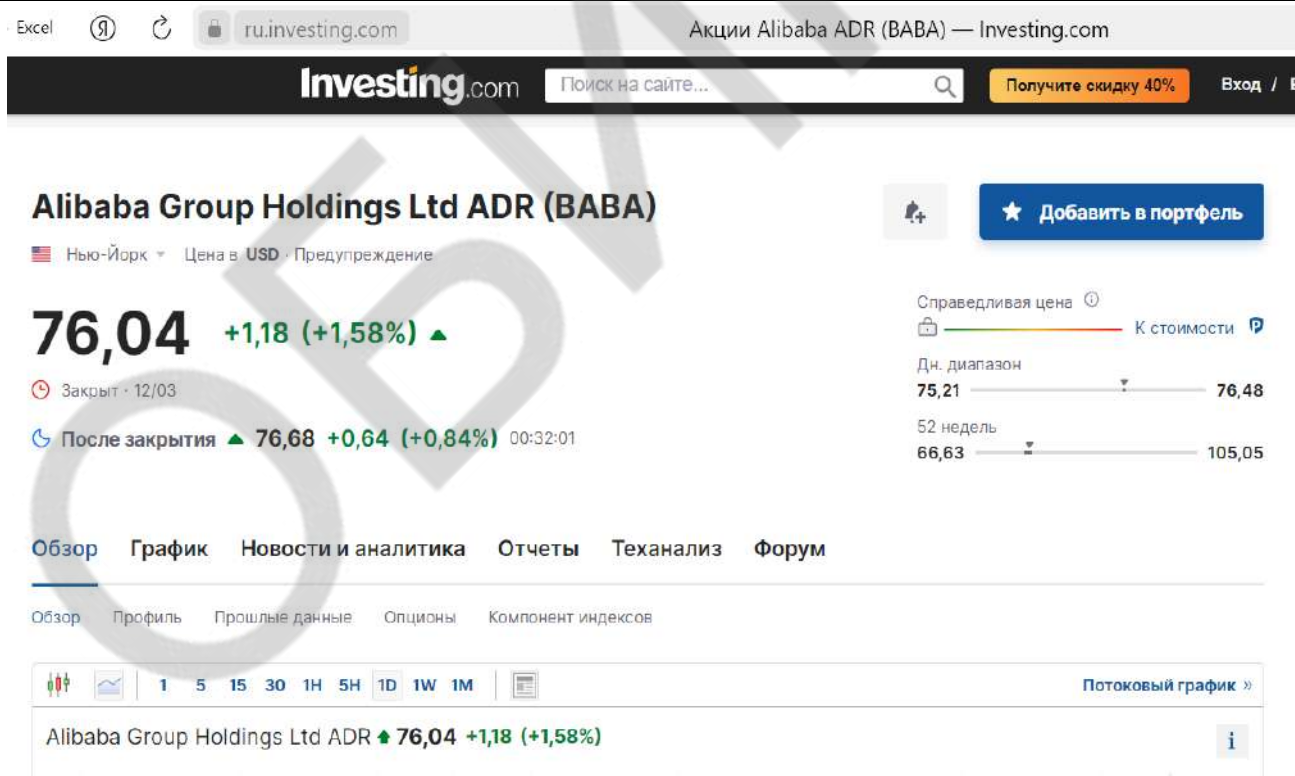 Excel Я ru.investing.com Акции Alibaba ADR (BABA) — Investing.com
Investing.com Поиск на сайте... Получите скидку 40% Вход /
Alibaba Group Holdings Ltd ADR (BABA) Добавить в портфель
Нью-Йорк Цена в USD · Предупреждение
76,04 +1,18 (+1,58%)
Закрыт · 12/03
После закрытия 76,68 +0,64 (+0,84%) 00:32:01
Справедливая цена
К стоимости
Дн. диапазон
75,21 76,48
52 недель
66,63 105,05
Обзор График Новости и аналитика Отчеты Теханализ Форум
Обзор Профиль Прошлые данные Опционы Компонент индексов
1 5 15 30 1H 5H 1D 1W 1M Потоковый график »
Alibaba Group Holdings Ltd ADR 76,04 +1,18 (+1,58%) i